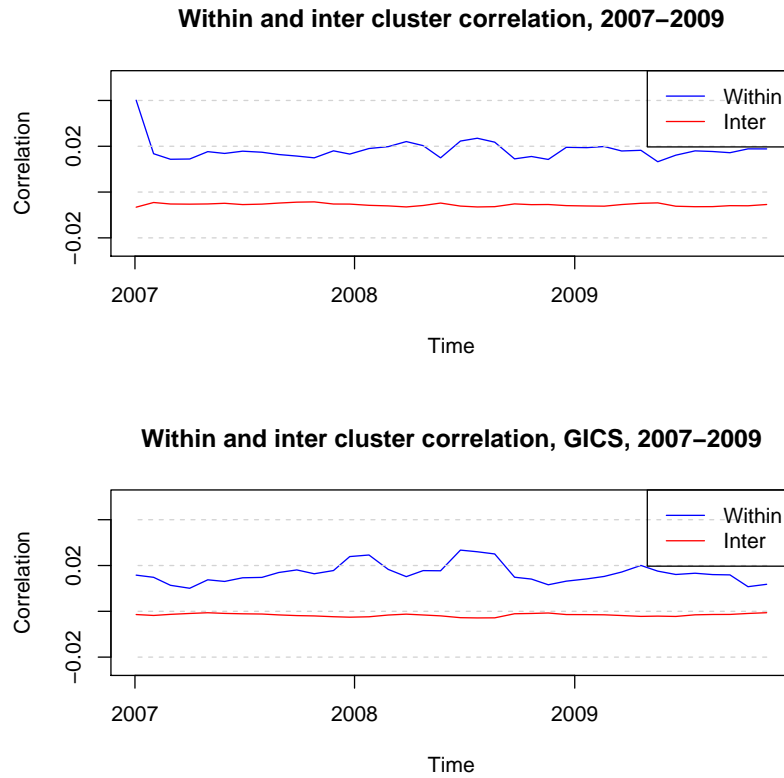 Within and inter cluster correlation, 2007−2009
Correlation
0.02
−0.02
Within
Inter
2007
2008
2009
Time
Within and inter cluster correlation, GICS, 2007−2009
Correlation
0.02
−0.02
Within
Inter
2007
2008
2009
Time